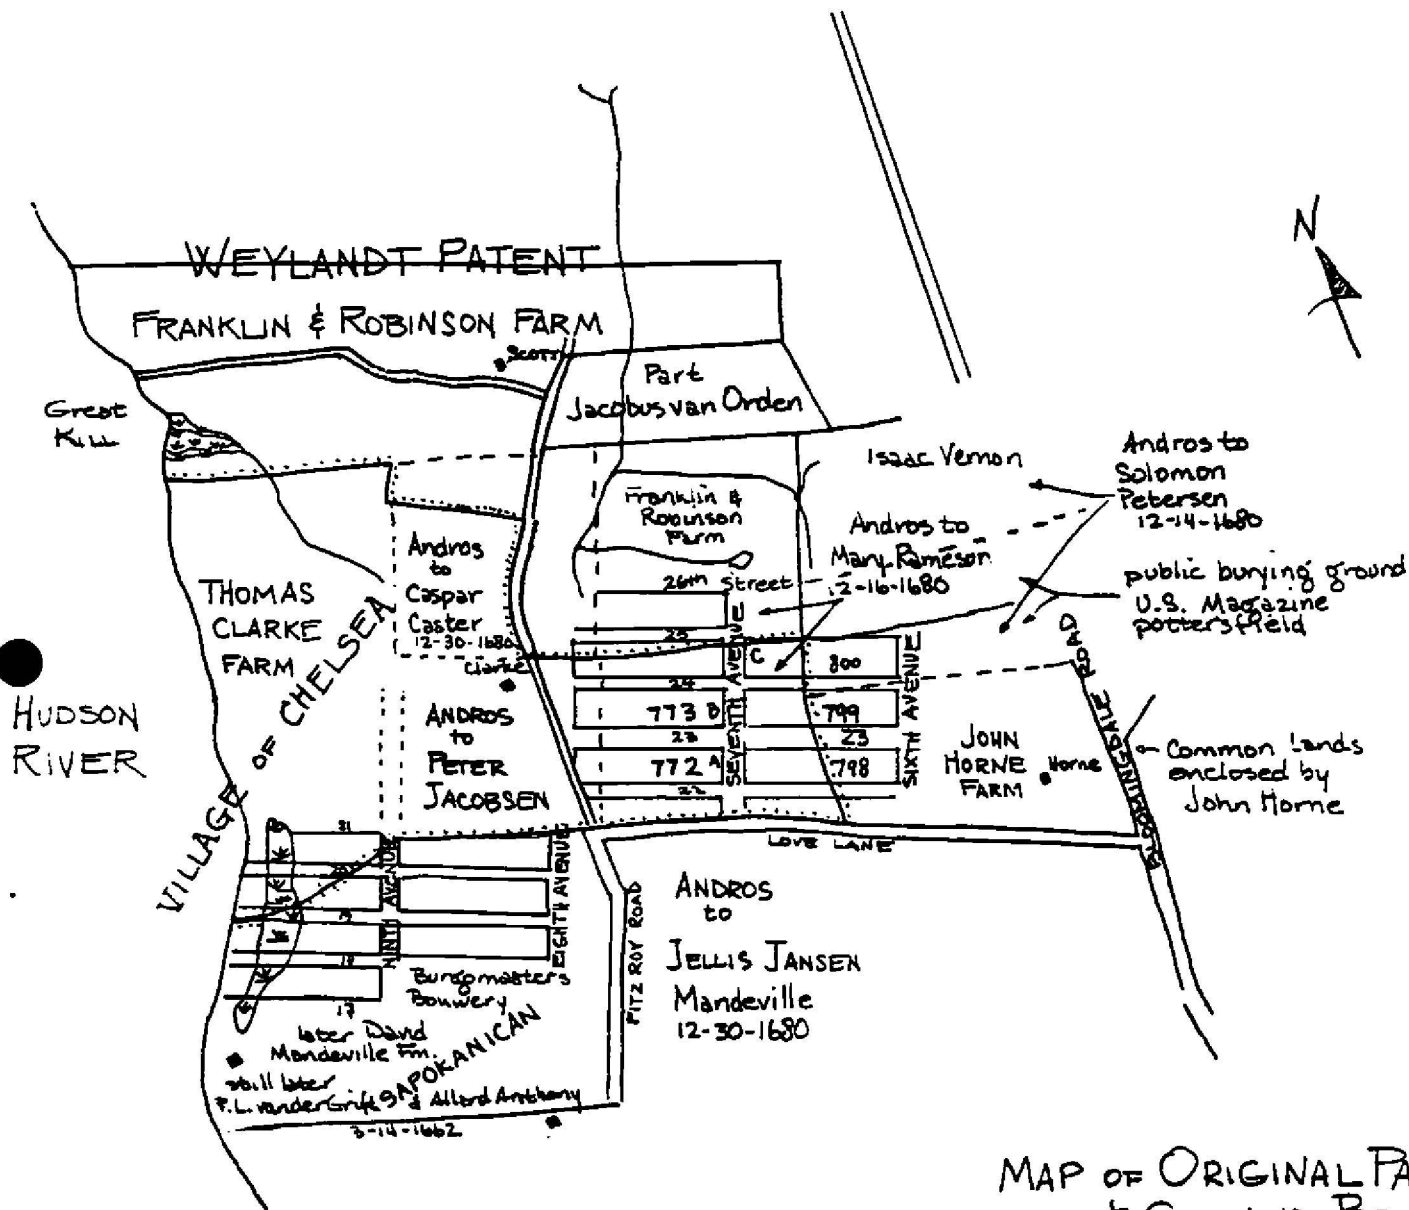 N
WEYLANDT PATENT
FRANKLIN & ROBINSON FARM
SCOTT
Part
Jacobus van Orden
Great
KILL
Isaac Vernon
Andros to
Solomon
Petersen
12-14-1680
Franklin &
Robinson
Farm
Andros to
Mary Rameson
12-16-1680
Andros
to
Caspar
Caster
12-30-1680
Clarke
26th Street
public burying ground
U.S. Magazine
pottersfield
THOMAS
CLARKE
FARM
VILLAGE OF CHELSEA
HUDSON
RIVER
25
C
800
24
773 B
799
23
23
772 A
798
22
SEVENTH AVENUE
SIXTH AVENUE
ANDROS
to
PETER
JACOBSEN
JOHN
HORNE
FARM
Horne
BLOOMINGDALE ROAD
Common Lands
enclosed by
John Horne
LOVE LANE
21
19
18
17
NINTH AVENUE
EIGHTH AVENUE
FITZ ROY ROAD
ANDROS
to
JELLIS JANSEN
Mandeville
12-30-1680
Burgomasters
Bouwery
later David
Mandeville Fm.
SAPOKANICAN
still later
F.L. vanderGrift & Allard Anthony
3-14-1662
MAP OF ORIGINAL PA